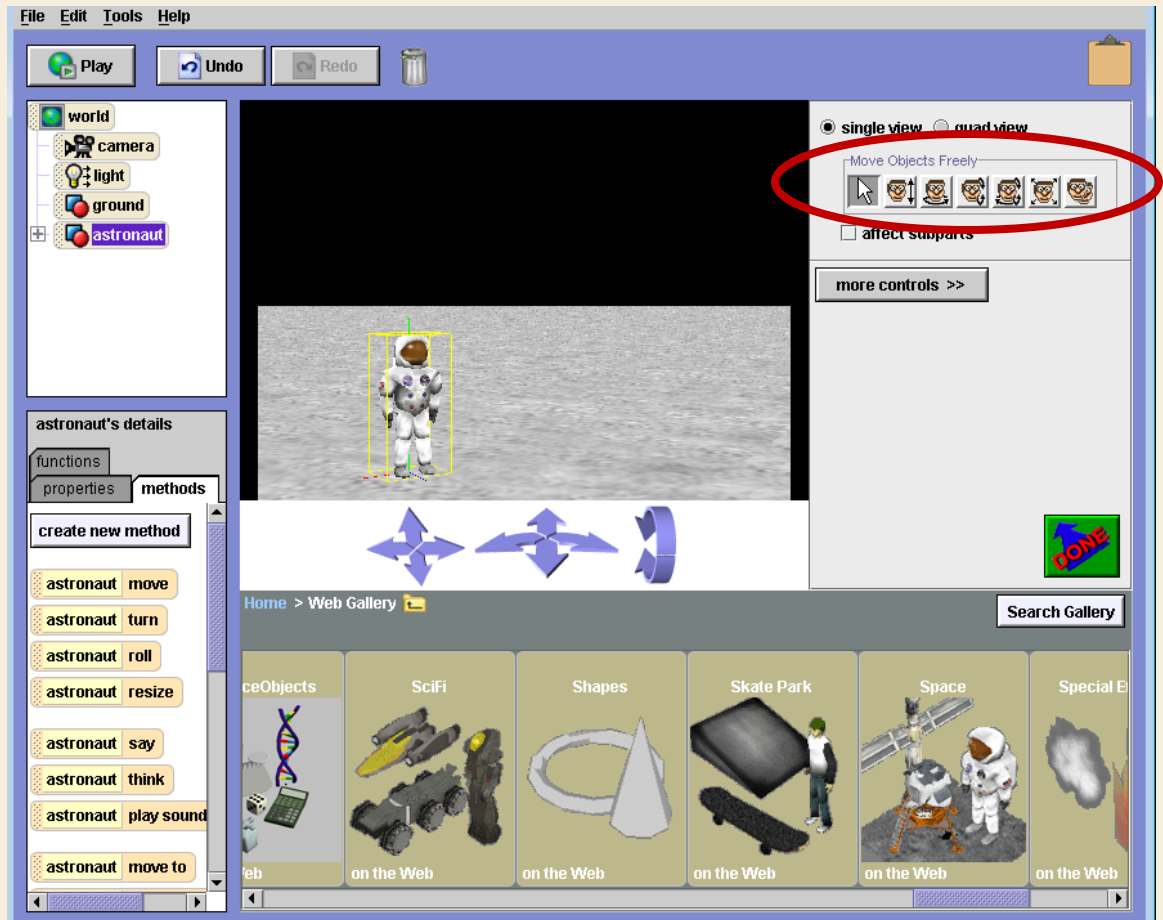 File Edit Tools Help
Play
Undo
Redo
world
camera
light
ground
astronaut
single view quad view
Move Objects Freely
affect subparts
more controls >>
astronaut's details
functions
properties methods
create new method
astronaut move
astronaut turn
astronaut roll
astronaut resize
astronaut say
astronaut think
astronaut play sound
astronaut move to
DONE
Home > Web Gallery
Search Gallery
ceObjects
SciFi
Shapes
Skate Park
Space
Special E
on the Web
on the Web
on the Web
on the Web
on the Web